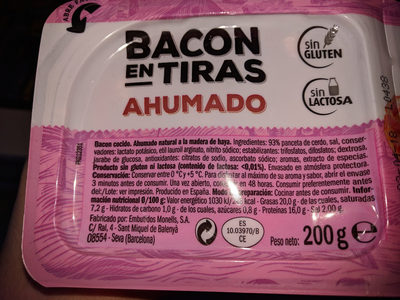 ABRE
BACON
EN TIRAS
AHUMADO
sin
GLUTEN
sin
LACTOSA
Bacon cocido. Ahumado natural a la madera de haya. Ingredientes: 93% panceta de cerdo, sal, conser-
vadores: lactato potásico, etil lauroil arginato, nitrito sódico; estabilizantes: trifosfatos, difosfatos; dextrosa,
jarabe de glucosa, antioxidantes: citratos de sodio, ascorbato sódico; aromas, extracto de especias.
Producto sin gluten ni lactosa (contenido de lactosa: <0,01%). Envasado en atmósfera protectora.
Conservación: Conservar entre 0 °C y +5 °C. Para disfrutar al máximo de su aroma y sabor, abrir el envase
3 minutos antes de consumir. Una vez abierto, consumir en 48 horas. Consumir preferentemente antes
del:/Lote: ver impresión. Producido en España. Modo de preparación: Cocinar antes de consumir. Infor-
mación nutricional 0/100 g: Valor energético 1030 kJ/248 kcal - Grasas 20,0 g - de las cuales, saturadas
7,2 g - Hidratos de carbono 1,0 g - de los cuales, azúcares 0,8 g - Proteínas 16,0 g - Sal 2,00 g.
Fabricado por: Embutidos Monells, S.A.
C/ Ral, 4 - Sant Miquel de Balenyà
08554 - Seva (Barcelona)
ES
10.03970/B
CE
Peso neto: 200 g e